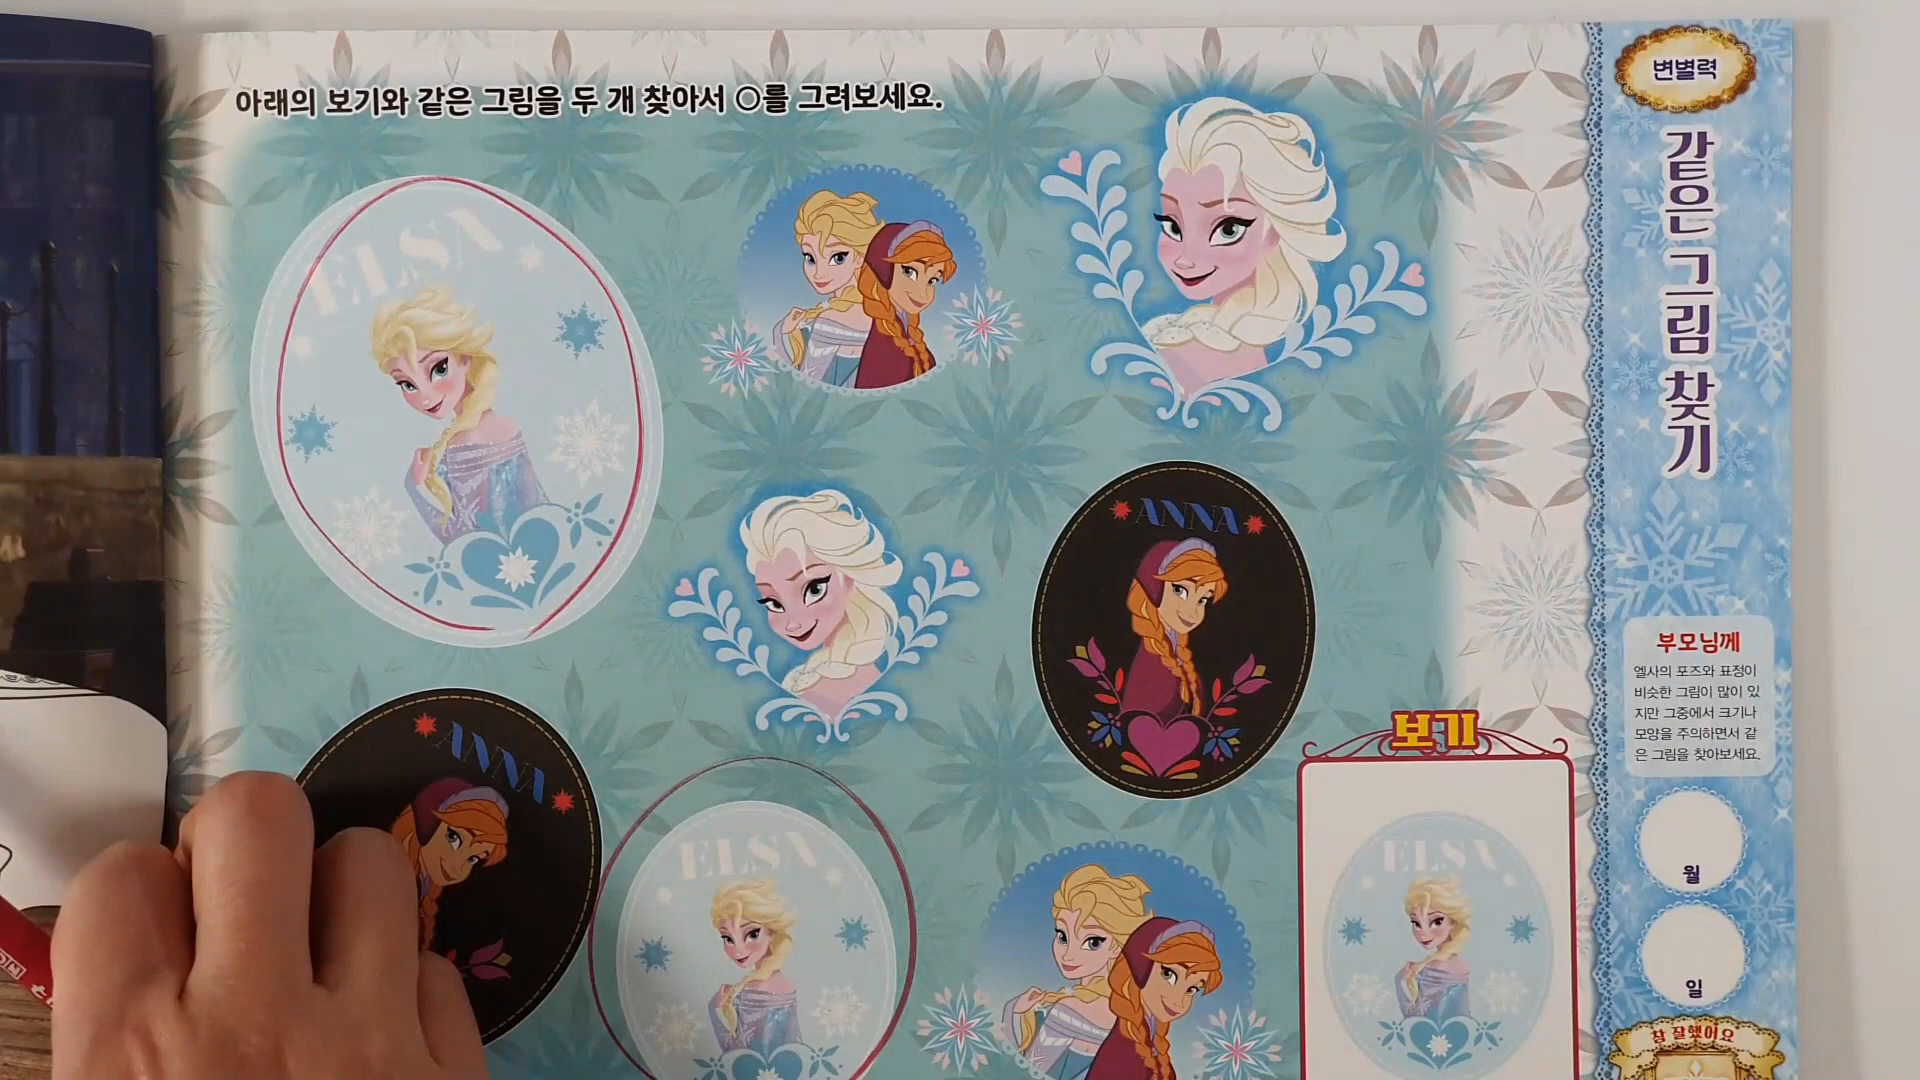 아래의 보기와 같은 그림을 두 개 찾아서 ○를 그려보세요.
변별력
같은 그림 찾기
ELSA
ANNA
ANNA
ELSA
보기
ELSA
부모님께
엘사의 포즈와 표정이
비슷한 그림이 많이 있
지만 그중에서 크기나
모양을 주의하면서 같
은 그림을 찾아보세요.
월
일
참 잘했어요